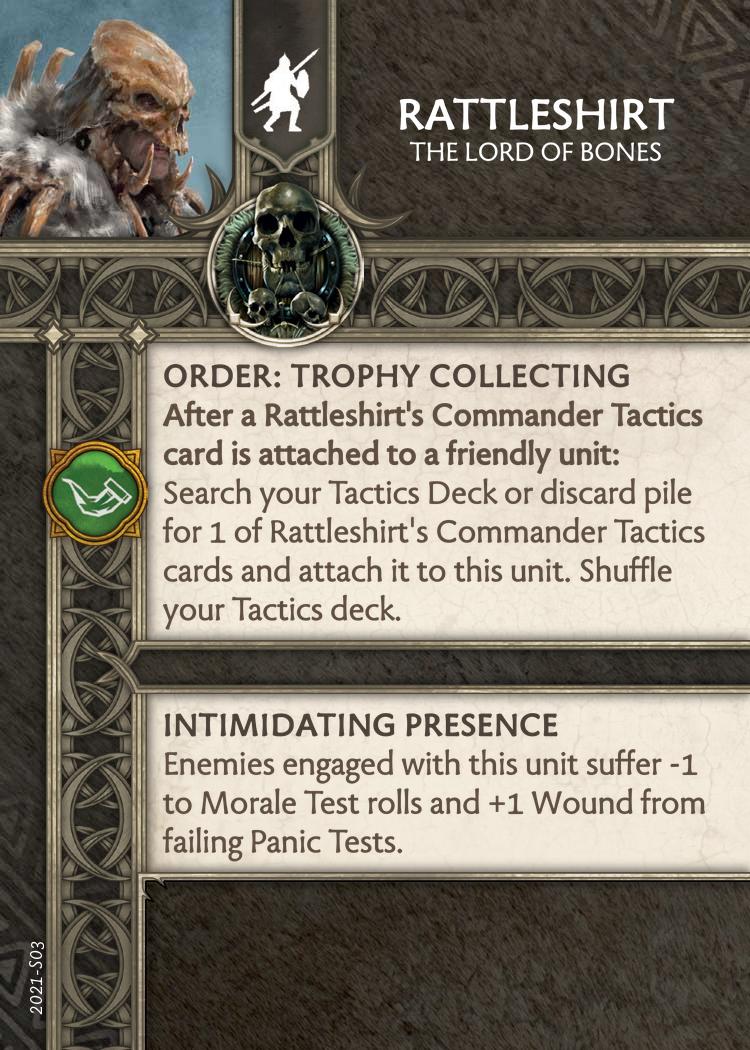 RATTLESHIRT
THE LORD OF BONES
ORDER: TROPHY COLLECTING
After a Rattleshirt's Commander Tactics
card is attached to a friendly unit:
Search your Tactics Deck or discard pile
for 1 of Rattleshirt's Commander Tactics
cards and attach it to this unit. Shuffle
your Tactics deck.
INTIMIDATING PRESENCE
Enemies engaged with this unit suffer -1
to Morale Test rolls and +1 Wound from
failing Panic Tests.
2021-S03